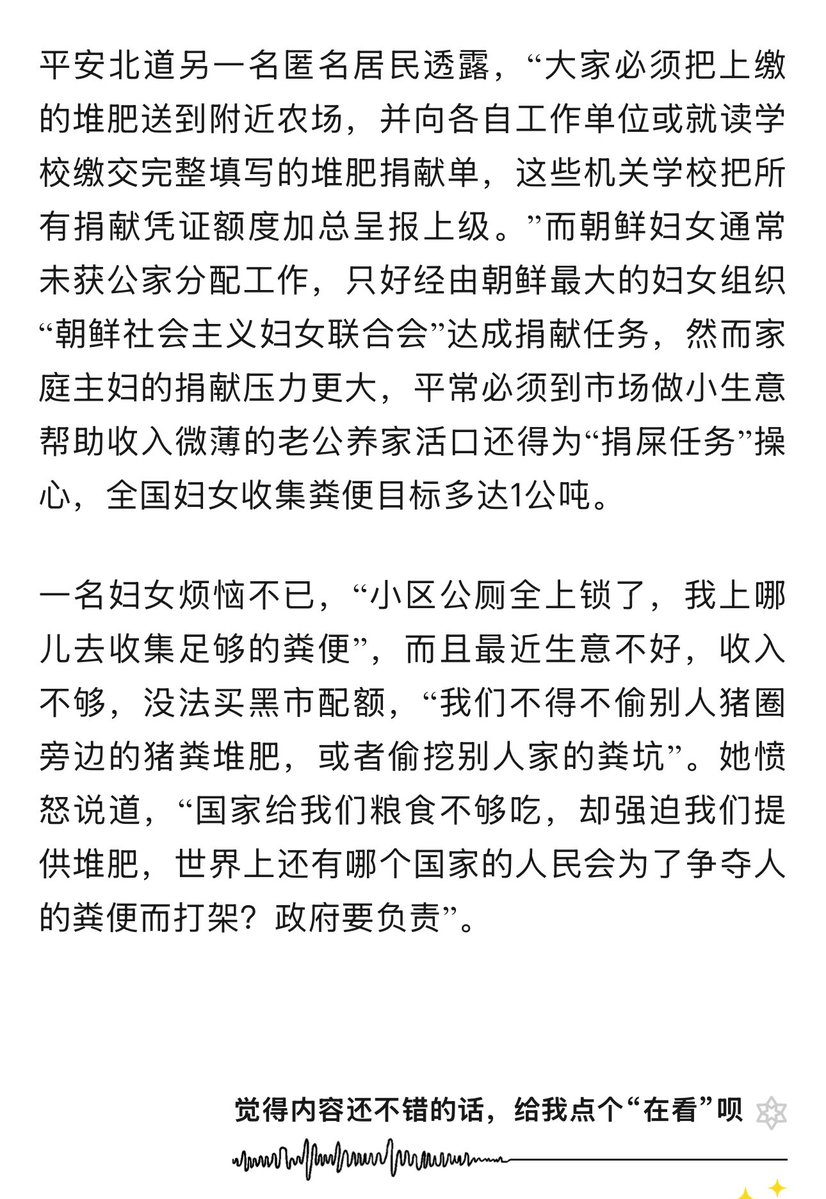 平安北道另一名匿名居民透露，“大家必须把上缴
的堆肥送到附近农场，并向各自工作单位或就读学
校缴交完整填写的堆肥捐献单，这些机关学校把所
有捐献凭证额度加总呈报上级。”而朝鲜妇女通常
未获公家分配工作，只好经由朝鲜最大的妇女组织
“朝鲜社会主义妇女联合会”达成捐献任务，然而家
庭主妇的捐献压力更大，平常必须到市场做小生意
帮助收入微薄的老公养家活口还得为“捐屎任务”操
心，全国妇女收集粪便目标多达1公吨。
一名妇女烦恼不已，“小区公厕全上锁了，我上哪
儿去收集足够的粪便”，而且最近生意不好，收入
不够，没法买黑市配额，“我们不得不偷别人猪圈
旁边的猪粪堆肥，或者偷挖别人家的粪坑”。她愤
怒说道，“国家给我们粮食不够吃，却强迫我们提
供堆肥，世界上还有哪个国家的人民会为了争夺人
的粪便而打架？政府要负责”。
觉得内容还不错的话，给我点个“在看”呗